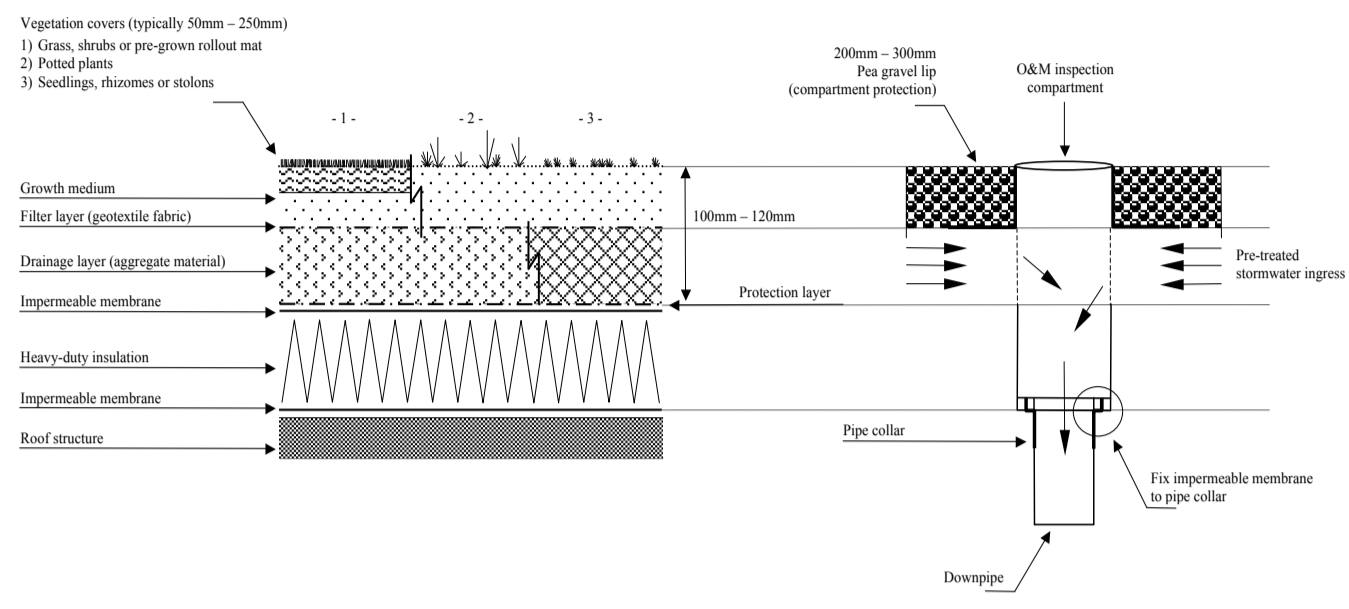 Vegetation covers (typically 50mm – 250mm)
1) Grass, shrubs or pre-grown rollout mat
2) Potted plants
3) Seedlings, rhizomes or stolons
- 1 -
- 2 -
- 3 -
Growth medium
Filter layer (geotextile fabric)
Drainage layer (aggregate material)
Impermeable membrane
Heavy-duty insulation
Impermeable membrane
Roof structure
100mm – 120mm
Protection layer
200mm – 300mm
Pea gravel lip
(compartment protection)
O&M inspection
compartment
Pre-treated
stormwater ingress
Pipe collar
Fix impermeable membrane
to pipe collar
Downpipe